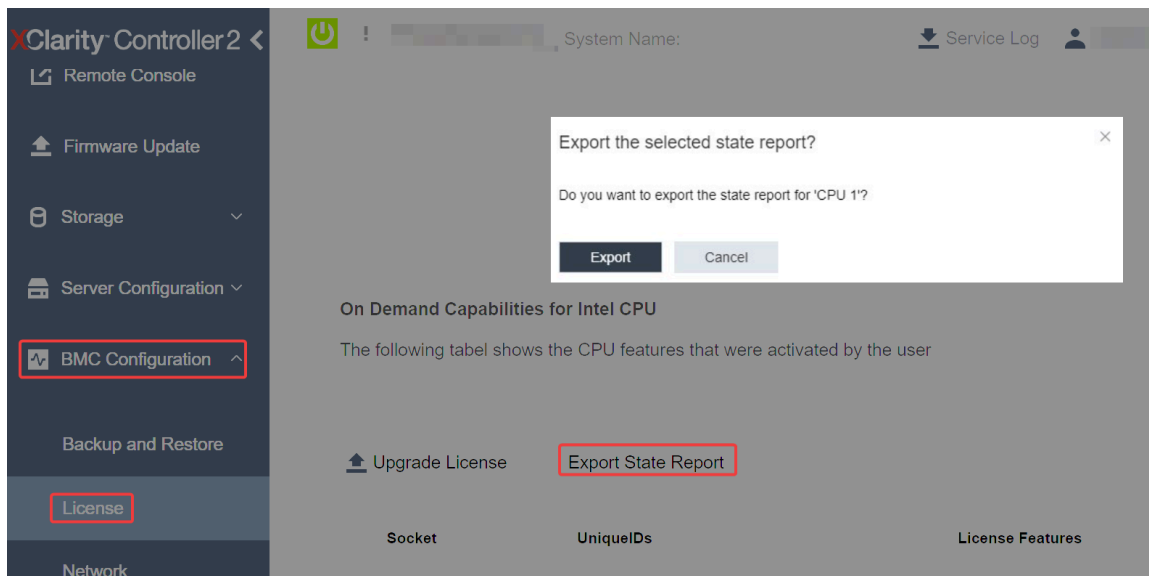 XClarity Controller 2
Remote Console
Firmware Update
Storage
Server Configuration
BMC Configuration
Backup and Restore
License
Network
! , System Name:
Service Log
Export the selected state report?
Do you want to export the state report for 'CPU 1'?
Export Cancel
On Demand Capabilities for Intel CPU
The following tabel shows the CPU features that were activated by the user
Upgrade License Export State Report
Socket UniqueIDs License Features